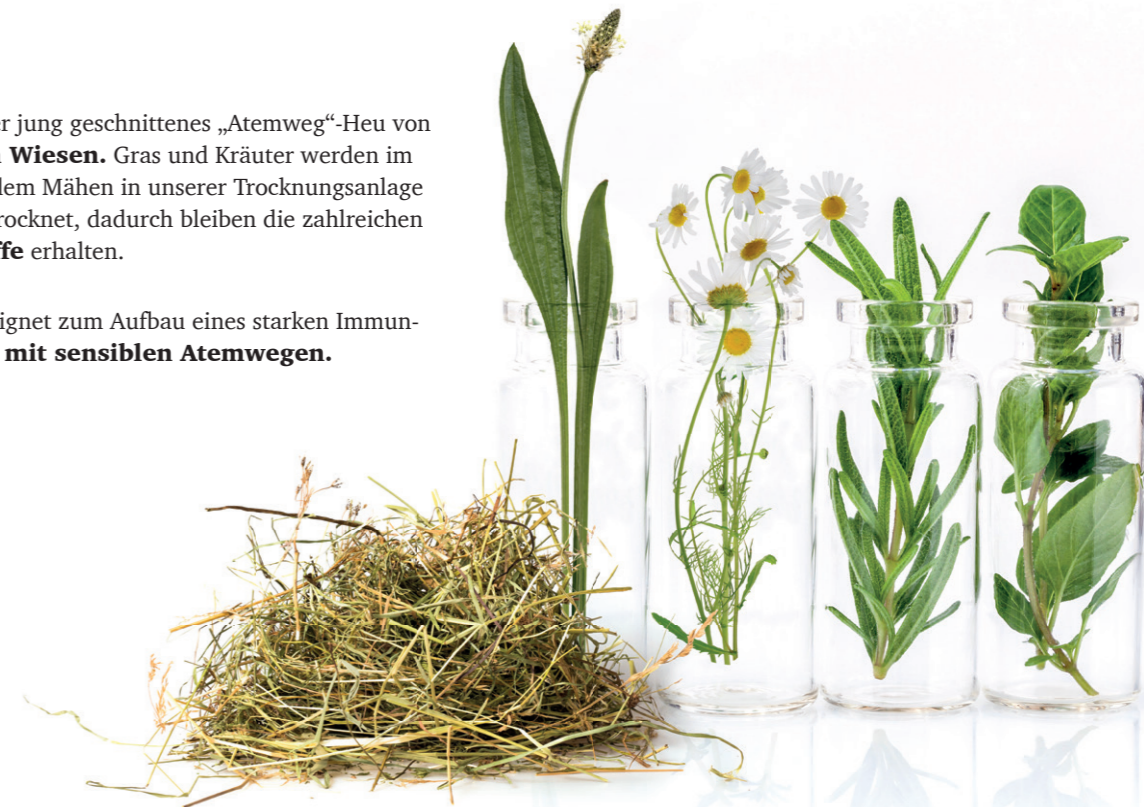 er jung geschnittenes „Atemweg“-Heu von
Wiesen. Gras und Kräuter werden im
dem Mähen in unserer Trocknungsanlage
rocknet, dadurch bleiben die zahlreichen
ffe erhalten.
ignet zum Aufbau eines starken Immun-
mit sensiblen Atemwegen.